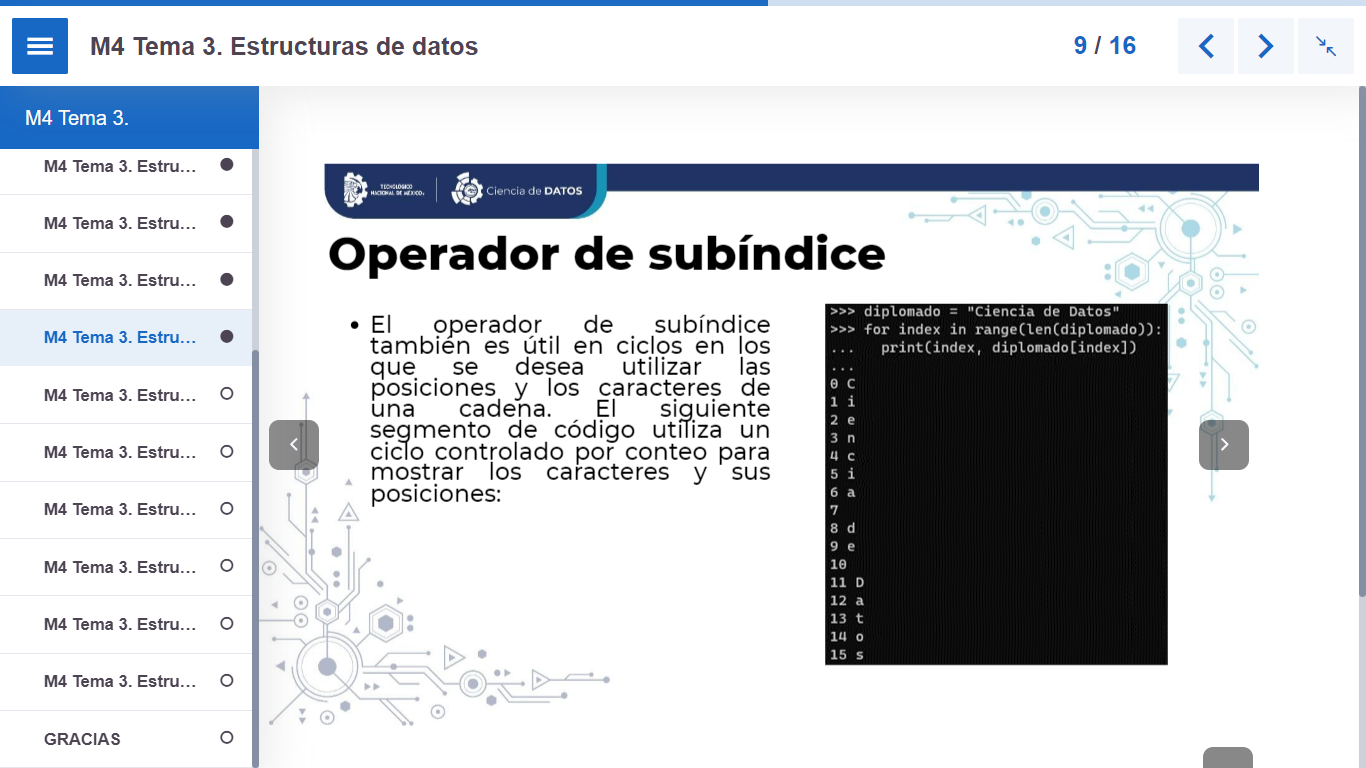 M4 Tema 3. Estructuras de datos
9 / 16
M4 Tema 3.
M4 Tema 3. Estru...
M4 Tema 3. Estru...
M4 Tema 3. Estru...
M4 Tema 3. Estru...
M4 Tema 3. Estru...
M4 Tema 3. Estru...
M4 Tema 3. Estru...
M4 Tema 3. Estru...
M4 Tema 3. Estru...
M4 Tema 3. Estru...
GRACIAS
TECNOLÓGICO
NACIONAL DE MÉXICO
Ciencia de DATOS
Operador de subíndice
• El operador de subíndice
también es útil en ciclos en los
que se desea utilizar las
posiciones y los caracteres de
una cadena. El siguiente
segmento de código utiliza un
ciclo controlado por conteo para
mostrar los caracteres y sus
posiciones:
>>> diplomado = "Ciencia de Datos"
>>> for index in range(len(diplomado)):
...   print(index, diplomado[index])
...
0 C
1 i
2 e
3 n
4 c
5 i
6 a
7
8 d
9 e
10
11 D
12 a
13 t
14 o
15 s